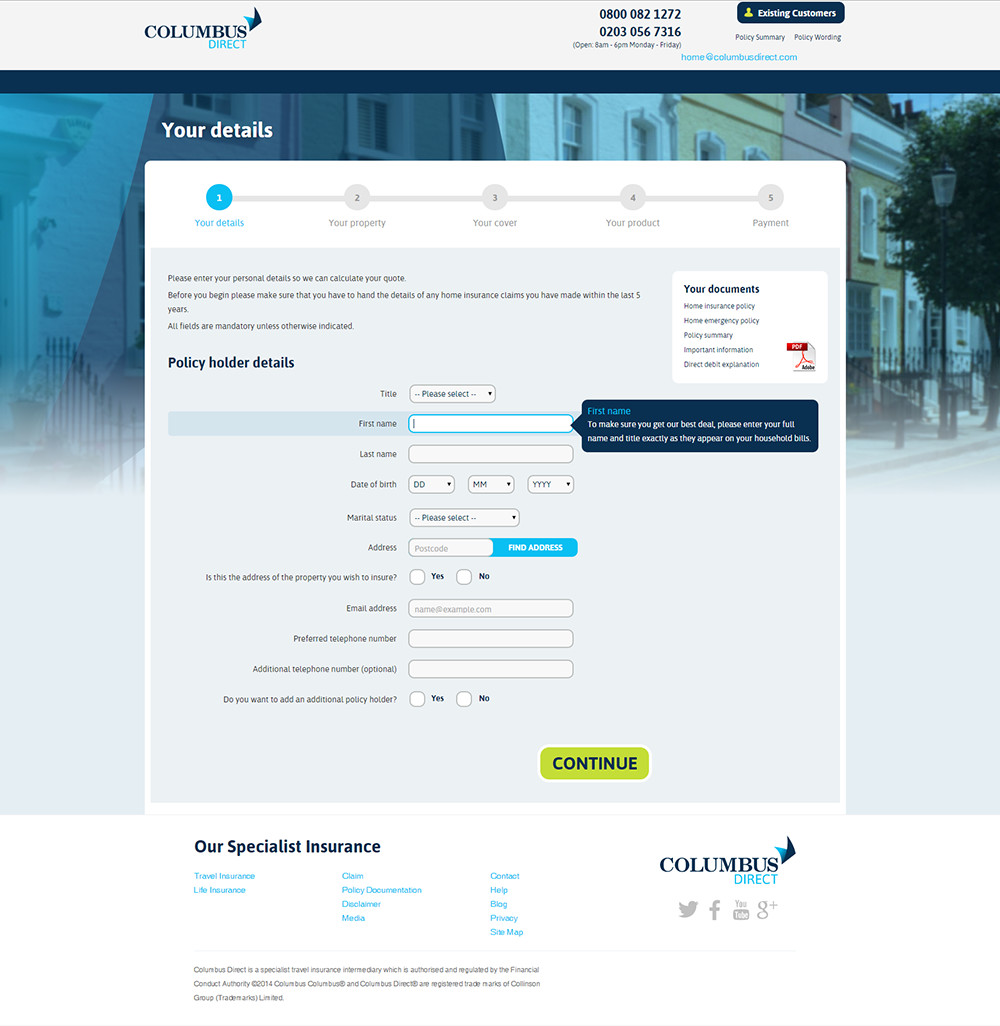 COLUMBUS
DIRECT
0800 082 1272
0203 056 7316
(Open: 8am - 6pm Monday - Friday)
home@columbusdirect.com
Existing Customers
Policy Summary Policy Wording
Your details
1 2 3 4 5
Your details Your property Your cover Your product Payment
Please enter your personal details so we can calculate your quote.
Before you begin please make sure that you have to hand the details of any home insurance claims you have made within the last 5
years.
All fields are mandatory unless otherwise indicated.
Your documents
Home insurance policy
Home emergency policy
Policy summary
Important information
Direct debit explanation
PDF
Adobe
Policy holder details
Title -- Please select --
First name
First name
To make sure you get our best deal, please enter your full
name and title exactly as they appear on your household bills.
Last name
Date of birth DD MM YYYY
Marital status -- Please select --
Address Postcode FIND ADDRESS
Is this the address of the property you wish to insure? Yes No
Email address name@example.com
Preferred telephone number
Additional telephone number (optional)
Do you want to add an additional policy holder? Yes No
CONTINUE
Our Specialist Insurance
Travel Insurance
Life Insurance
Claim
Policy Documentation
Disclaimer
Media
Contact
Help
Blog
Privacy
Site Map
COLUMBUS
DIRECT
You
Tube
g+
Columbus Direct is a specialist travel insurance intermediary which is authorised and regulated by the Financial
Conduct Authority ©2014 Columbus Columbus® and Columbus Direct® are registered trade marks of Collinson
Group (Trademarks) Limited.